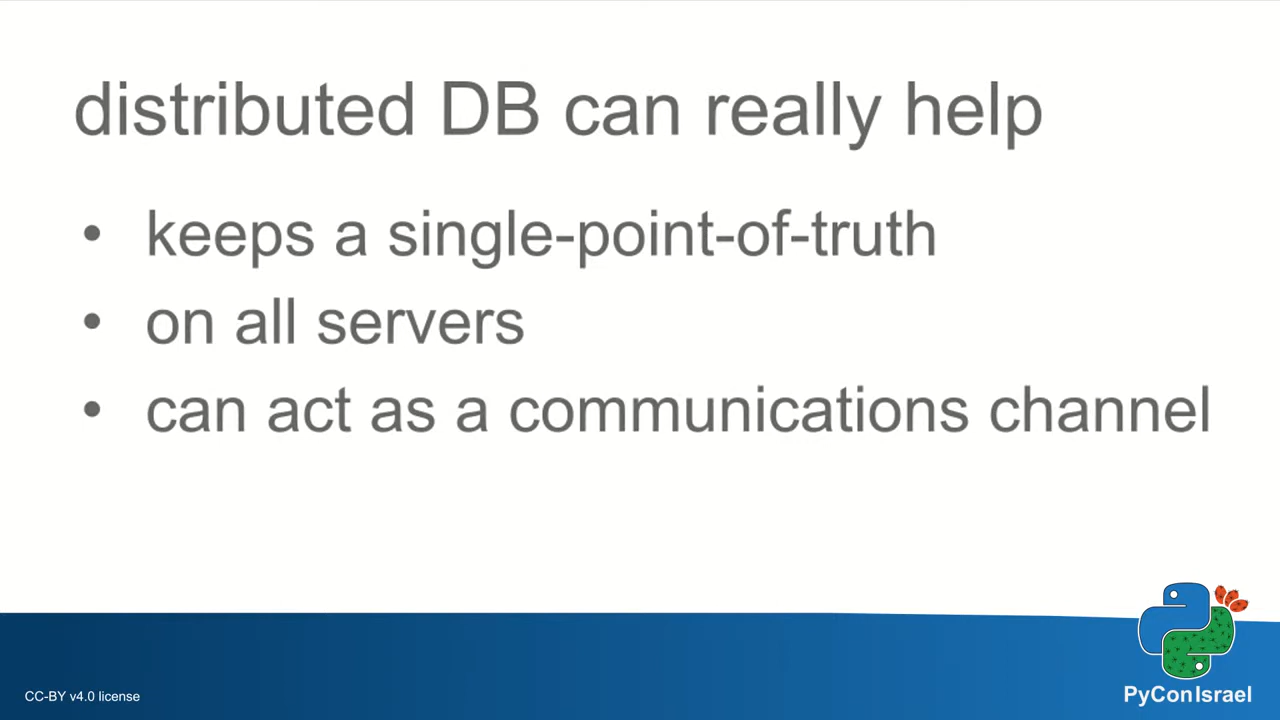 distributed DB can really help
• keeps a single-point-of-truth
• on all servers
• can act as a communications channel
CC-BY v4.0 license
PyConIsrael